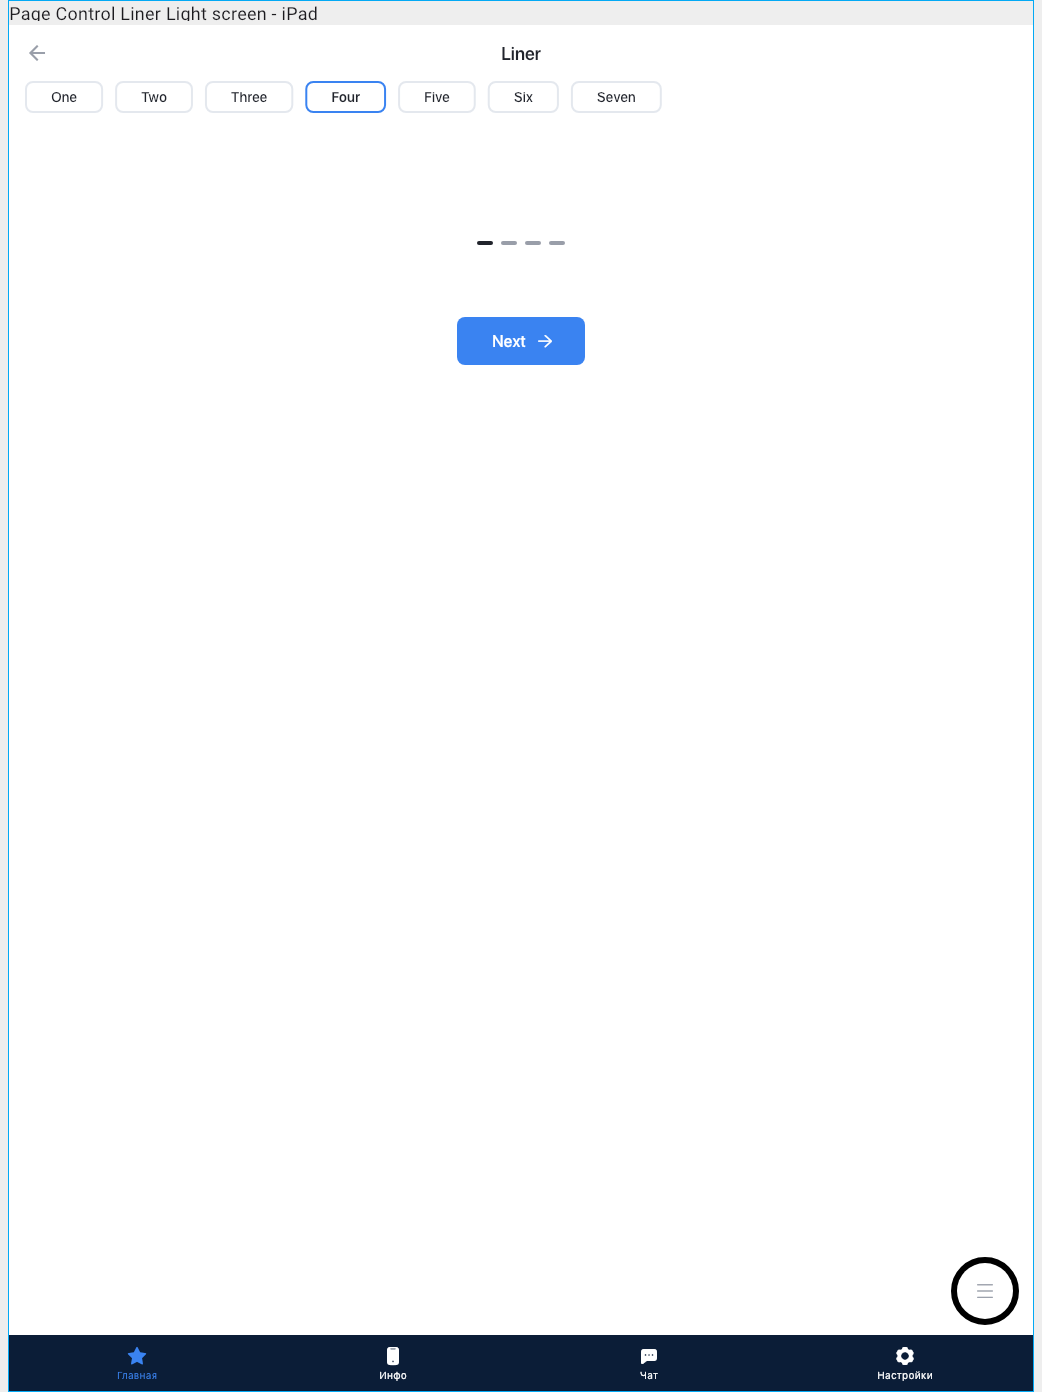 Page Control Liner Light screen - iPad
Liner
One Two Three Four Five Six Seven
Next
Главная Инфо Чат Настройки